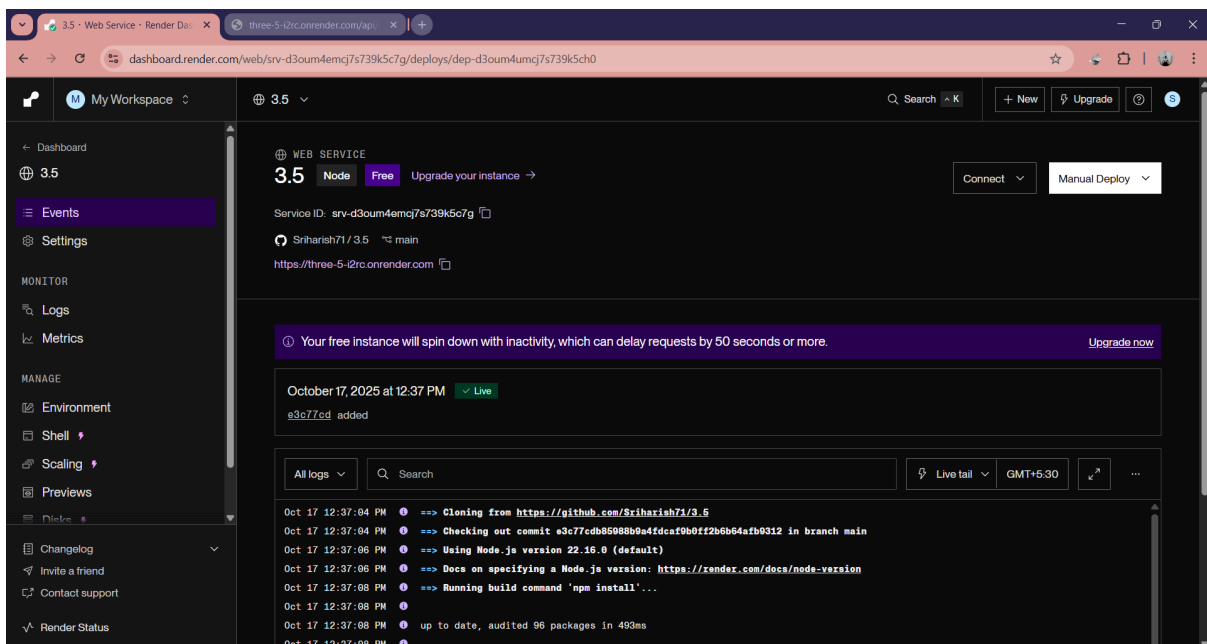 3.5 · Web Service · Render Das
three-5-i2rc.onrender.com/api/
dashboard.render.com/web/srv-d3oum4emcj7s739k5c7g/deploys/dep-d3oum4umcj7s739k5ch0
M My Workspace
3.5
Search ^ K
+ New
Upgrade
S
← Dashboard
3.5
Events
Settings
MONITOR
Logs
Metrics
MANAGE
Environment
Shell
Scaling
Previews
Disks
Changelog
Invite a friend
Contact support
Render Status
WEB SERVICE
3.5 Node Free Upgrade your instance →
Connect
Manual Deploy
Service ID: srv-d3oum4emcj7s739k5c7g
Sriharish71 / 3.5 main
https://three-5-i2rc.onrender.com
Your free instance will spin down with inactivity, which can delay requests by 50 seconds or more.
Upgrade now
October 17, 2025 at 12:37 PM ✓ Live
e3c77cd added
All logs
Search
Live tail
GMT+5:30
Oct 17 12:37:04 PM ==> Cloning from https://github.com/Sriharish71/3.5
Oct 17 12:37:04 PM ==> Checking out commit e3c77cdb85988b9a4fdcaf9b0ff2b6b64afb9312 in branch main
Oct 17 12:37:06 PM ==> Using Node.js version 22.16.0 (default)
Oct 17 12:37:06 PM ==> Docs on specifying a Node.js version: https://render.com/docs/node-version
Oct 17 12:37:08 PM ==> Running build command 'npm install'...
Oct 17 12:37:08 PM
Oct 17 12:37:08 PM up to date, audited 96 packages in 493ms
Oct 17 12:37:08 PM